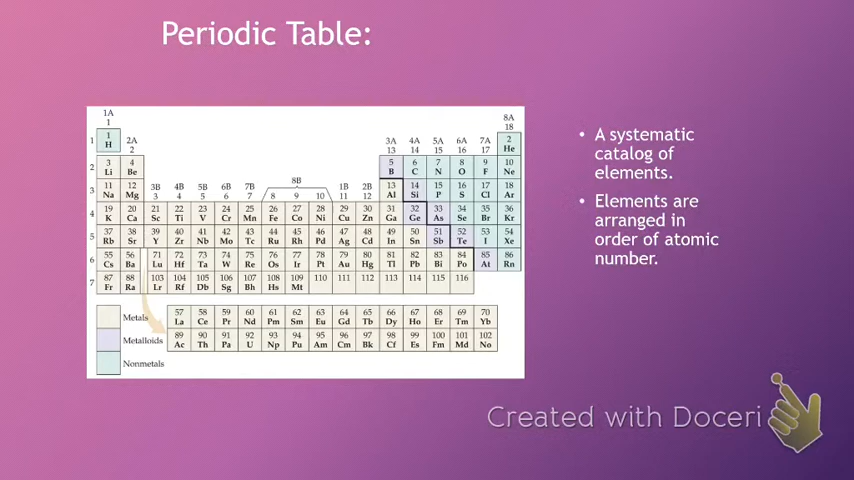 Periodic Table:
1A
1
8A
18
2A
2
3A 4A 5A 6A 7A
13 14 15 16 17
3B 4B 5B 6B 7B 8B 1B 2B
3 4 5 6 7 8 9 10 11 12
1 1 2
H He
2 3 4 5 6 7 8 9 10
Li Be B C N O F Ne
3 11 12 13 14 15 16 17 18
Na Mg Al Si P S Cl Ar
4 19 20 21 22 23 24 25 26 27 28 29 30 31 32 33 34 35 36
K Ca Sc Ti V Cr Mn Fe Co Ni Cu Zn Ga Ge As Se Br Kr
5 37 38 39 40 41 42 43 44 45 46 47 48 49 50 51 52 53 54
Rb Sr Y Zr Nb Mo Tc Ru Rh Pd Ag Cd In Sn Sb Te I Xe
6 55 56 71 72 73 74 75 76 77 78 79 80 81 82 83 84 85 86
Cs Ba Lu Hf Ta W Re Os Ir Pt Au Hg Tl Pb Bi Po At Rn
7 87 88 103 104 105 106 107 108 109 110 111 112 113 114 115 116
Fr Ra Lr Rf Db Sg Bh Hs Mt
57 58 59 60 61 62 63 64 65 66 67 68 69 70
La Ce Pr Nd Pm Sm Eu Gd Tb Dy Ho Er Tm Yb
89 90 91 92 93 94 95 96 97 98 99 100 101 102
Ac Th Pa U Np Pu Am Cm Bk Cf Es Fm Md No
Metals
Metalloids
Nonmetals
• A systematic
catalog of
elements.
• Elements are
arranged in
order of atomic
number.
Created with Doceri